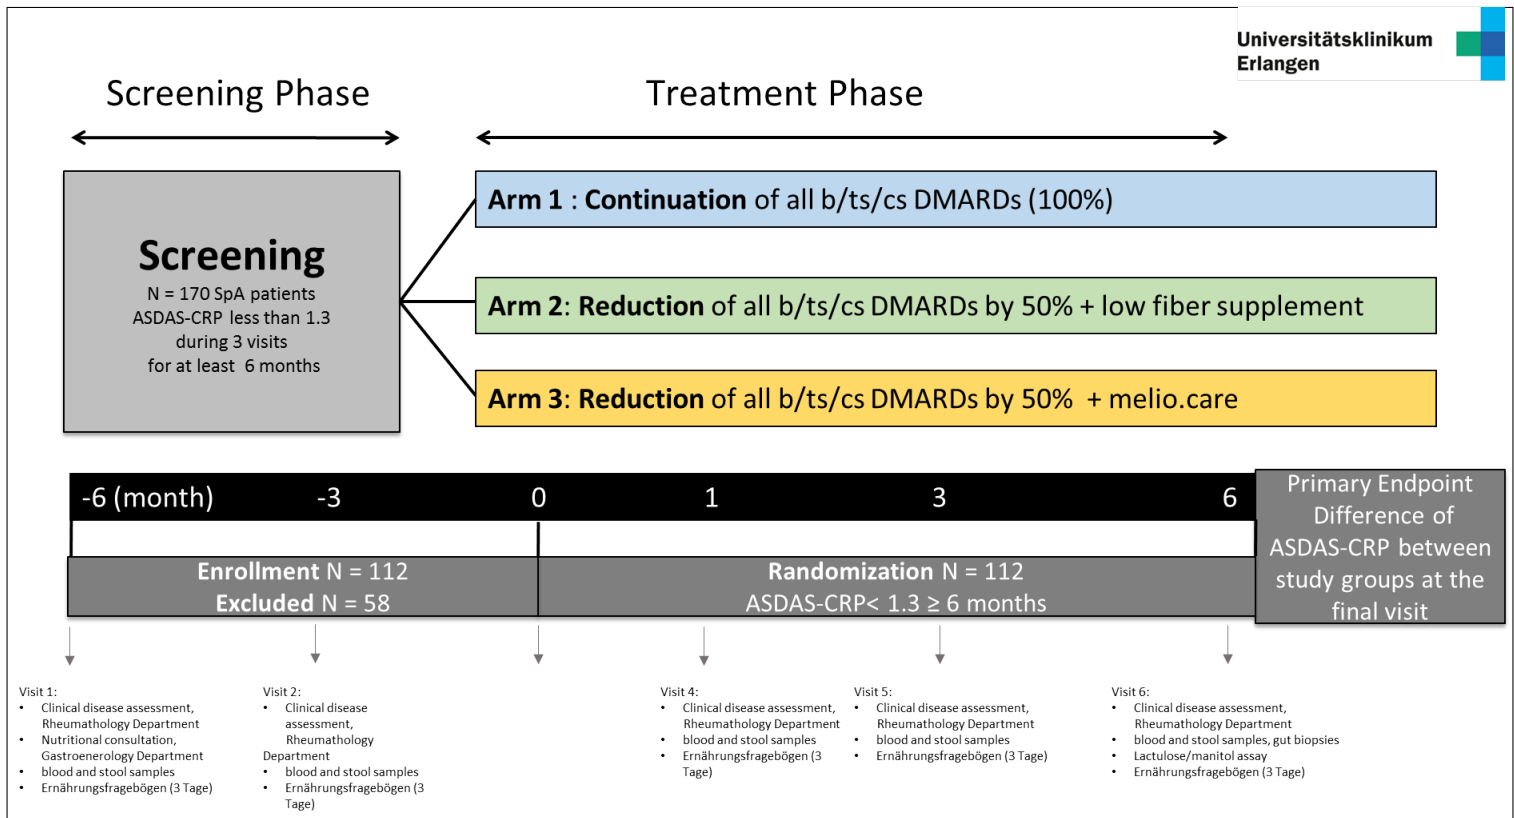 Universitätsklinikum
Erlangen
Screening Phase
Treatment Phase
Screening
N = 170 SpA patients
ASDAS-CRP less than 1.3
during 3 visits
for at least 6 months
Arm 1 : Continuation of all b/ts/cs DMARDs (100%)
Arm 2: Reduction of all b/ts/cs DMARDs by 50% + low fiber supplement
Arm 3: Reduction of all b/ts/cs DMARDs by 50% + melio.care
-6 (month)
-3
0
1
3
6
Primary Endpoint
Difference of
ASDAS-CRP between
study groups at the
final visit
Enrollment N = 112
Excluded N = 58
Randomization N = 112
ASDAS-CRP< 1.3 ≥ 6 months
Visit 1:
• Clinical disease assessment,
Rheumathology Department
• Nutritional consultation,
Gastroenerology Department
• blood and stool samples
• Ernährungsfragebögen (3 Tage)
Visit 2:
• Clinical disease
assessment,
Rheumathology
Department
• blood and stool samples
• Ernährungsfragebögen (3
Tage)
Visit 4:
• Clinical disease assessment,
Rheumathology Department
• blood and stool samples
• Ernährungsfragebögen (3
Tage)
Visit 5:
• Clinical disease assessment,
Rheumathology Department
• blood and stool samples
• Ernährungsfragebögen (3 Tage)
Visit 6:
• Clinical disease assessment,
Rheumathology Department
• blood and stool samples, gut biopsies
• Lactulose/manitol assay
• Ernährungsfragebögen (3 Tage)